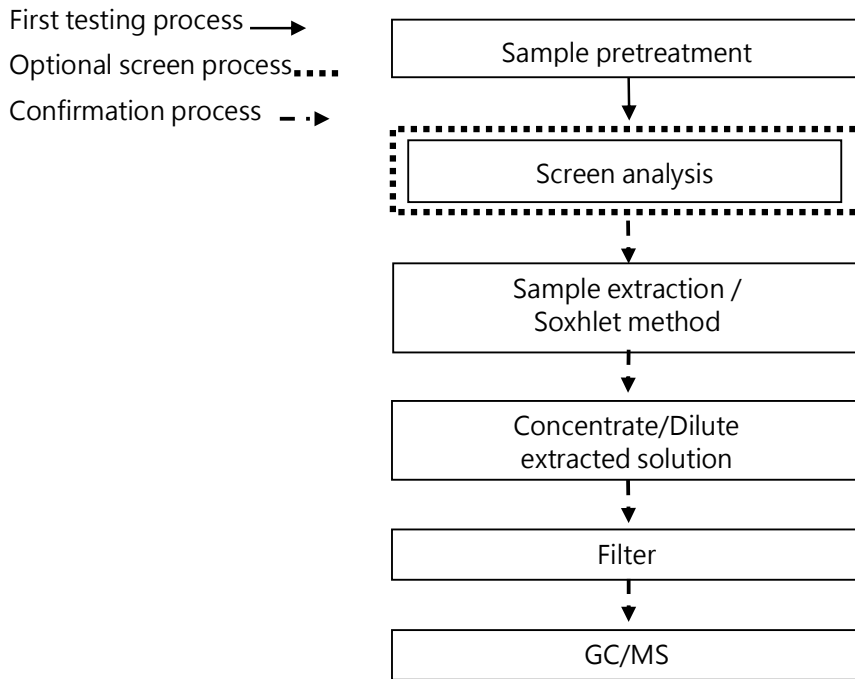 First testing process
Optional screen process
Confirmation process
Sample pretreatment
Screen analysis
Sample extraction /
Soxhlet method
Concentrate/Dilute
extracted solution
Filter
GC/MS